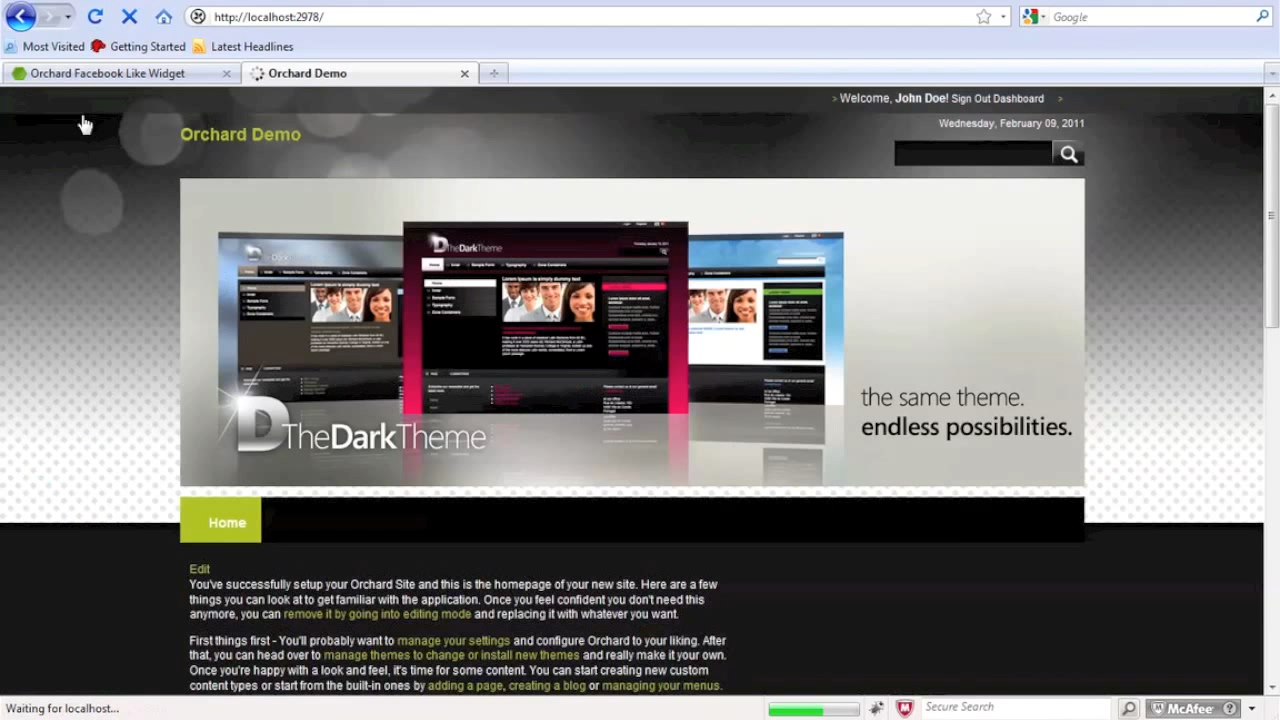 http://localhost:2978/
Google
Most Visited
Getting Started
Latest Headlines
Orchard Facebook Like Widget
Orchard Demo
> Welcome, John Doe! Sign Out Dashboard >
Wednesday, February 09, 2011
Orchard Demo
TheDarkTheme
the same theme.
endless possibilities.
TheDarkTheme
Home
Edit
You've successfully setup your Orchard Site and this is the homepage of your new site. Here are a few
things you can look at to get familiar with the application. Once you feel confident you don't need this
anymore, you can remove it by going into editing mode and replacing it with whatever you want.
First things first - You'll probably want to manage your settings and configure Orchard to your liking. After
that, you can head over to manage themes to change or install new themes and really make it your own.
Once you're happy with a look and feel, it's time for some content. You can start creating new custom
content types or start from the built-in ones by adding a page, creating a blog or managing your menus.
Waiting for localhost...
Secure Search
McAfee